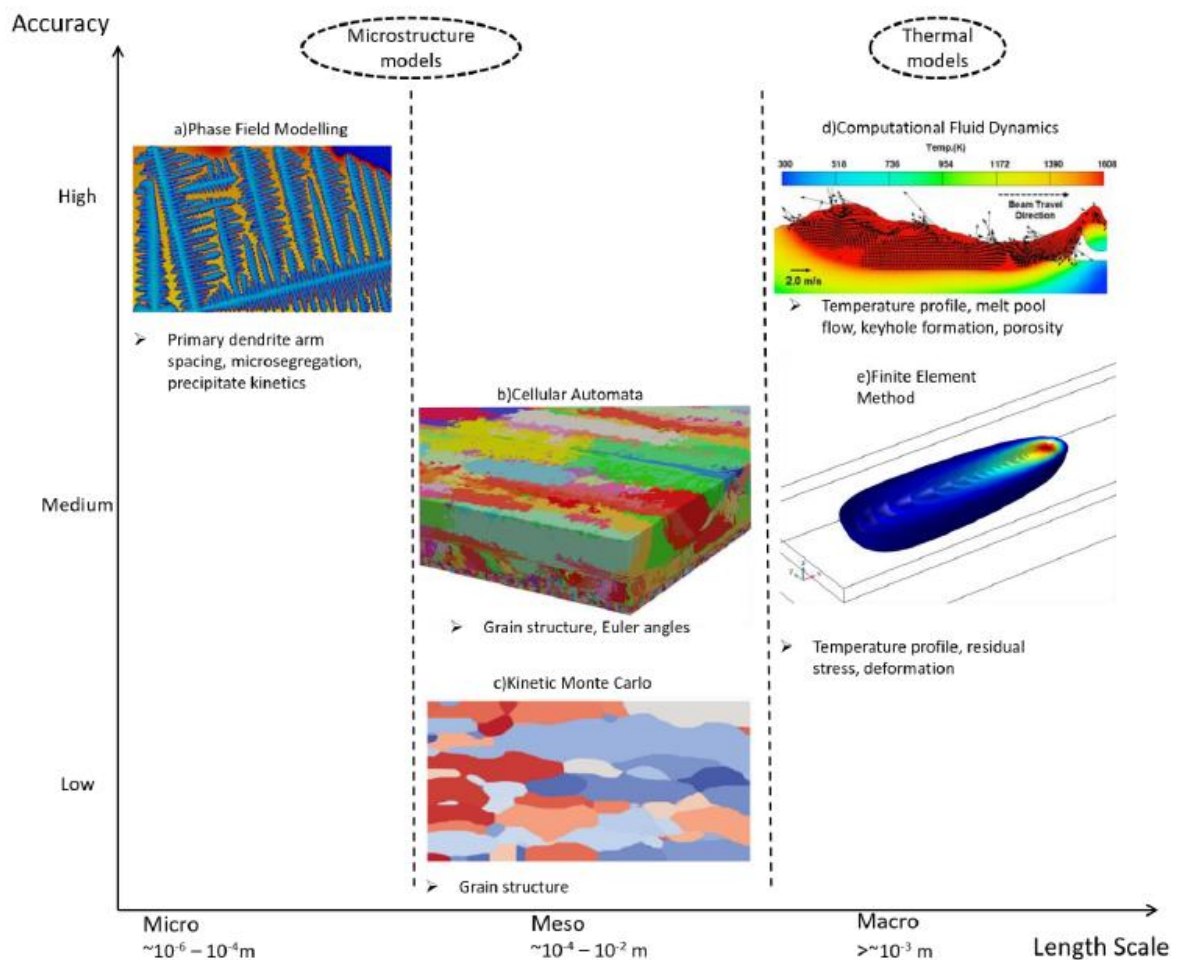 Accuracy
Microstructure
models
Thermal
models
a)Phase Field Modelling
d)Computational Fluid Dynamics
Temp.(K)
300 518 736 954 1172 1390 1608
High
Beam Travel
Direction
2.0 m/s
➢ Temperature profile, melt pool
flow, keyhole formation, porosity
➢ Primary dendrite arm
spacing, microsegregation,
precipitate kinetics
e)Finite Element
Method
b)Cellular Automata
Medium
➢ Grain structure, Euler angles
➢ Temperature profile, residual
stress, deformation
c)Kinetic Monte Carlo
Low
➢ Grain structure
Micro
~10⁻⁶ – 10⁻⁴m
Meso
~10⁻⁴ – 10⁻² m
Macro
>~10⁻³ m
Length Scale